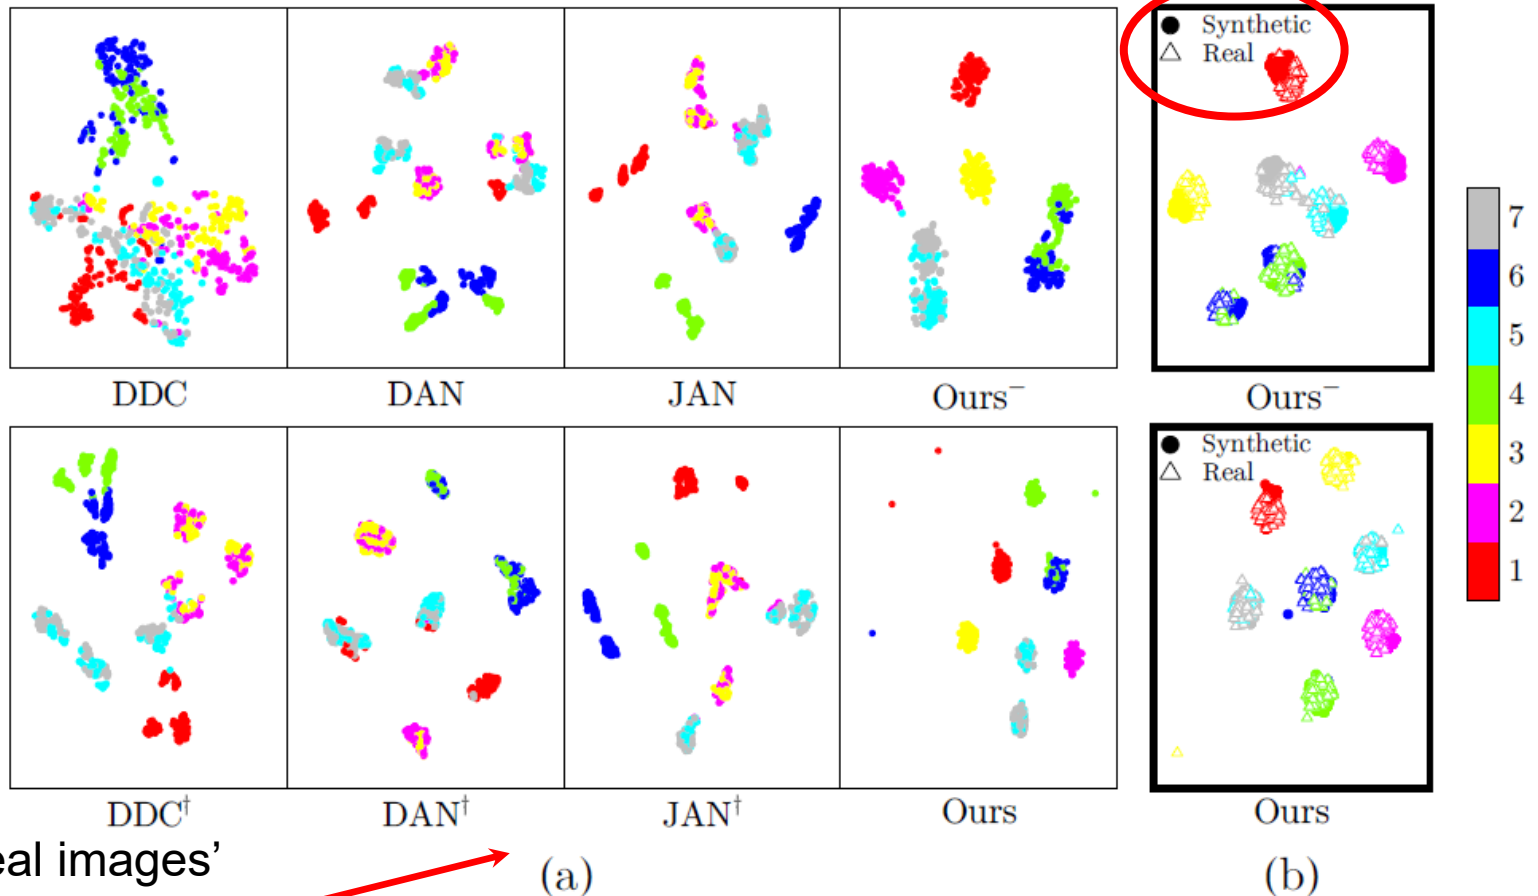 Synthetic
Real
DDC
DAN
JAN
Ours⁻
Ours⁻
Synthetic
Real
DDC†
DAN†
JAN†
Ours
Ours
7
6
5
4
3
2
1
real images’
(a)
(b)